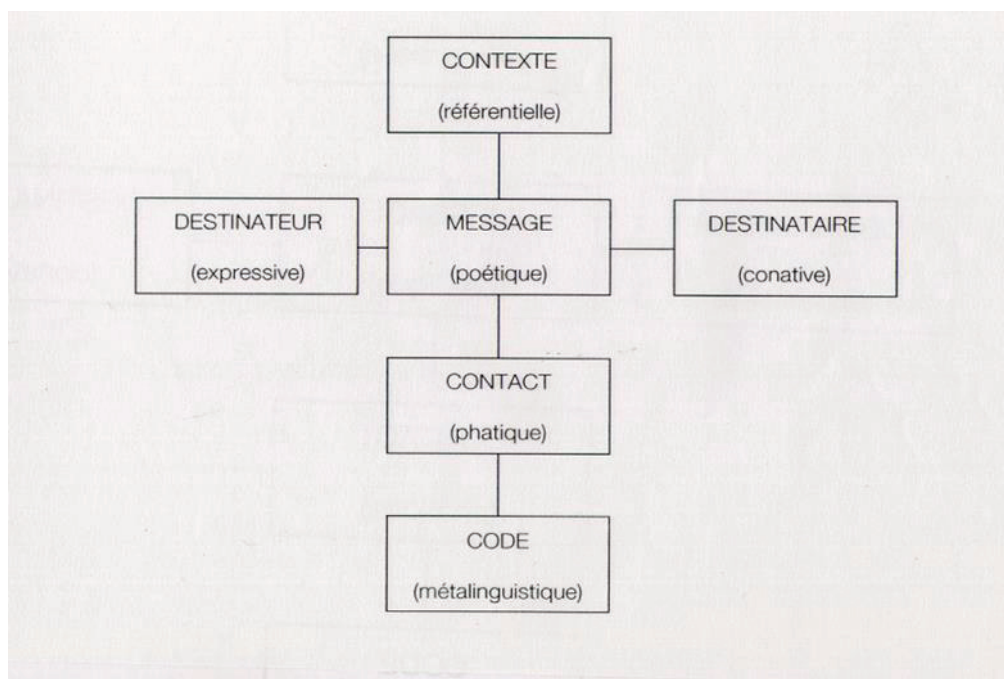 CONTEXTE
(référentielle)
DESTINATEUR
(expressive)
MESSAGE
(poétique)
DESTINATAIRE
(conative)
CONTACT
(phatique)
CODE
(métalinguistique)